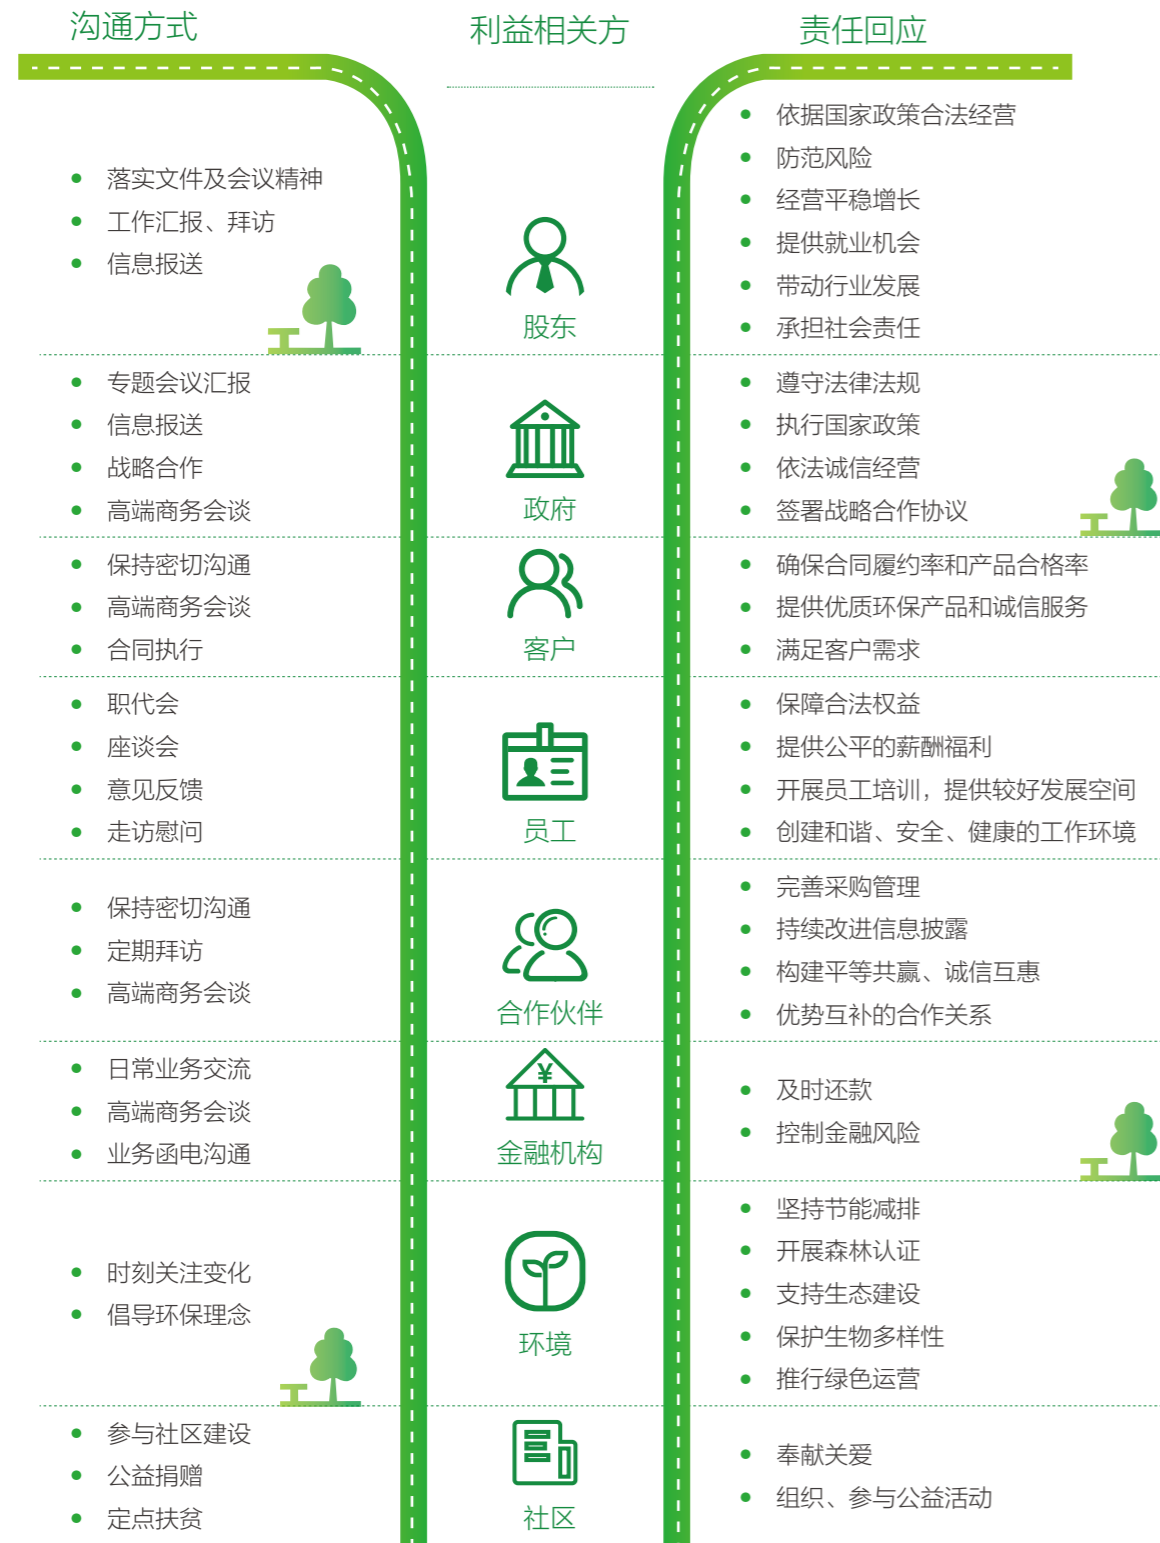 沟通方式
利益相关方
责任回应
落实文件及会议精神
工作汇报、拜访
信息报送
股东
依据国家政策合法经营
防范风险
经营平稳增长
提供就业机会
带动行业发展
承担社会责任
专题会议汇报
信息报送
战略合作
高端商务会谈
政府
遵守法律法规
执行国家政策
依法诚信经营
签署战略合作协议
保持密切沟通
高端商务会谈
合同执行
客户
确保合同履约率和产品合格率
提供优质环保产品和诚信服务
满足客户需求
职代会
座谈会
意见反馈
走访慰问
员工
保障合法权益
提供公平的薪酬福利
开展员工培训，提供较好发展空间
创建和谐、安全、健康的工作环境
保持密切沟通
定期拜访
高端商务会谈
合作伙伴
完善采购管理
持续改进信息披露
构建平等共赢、诚信互惠
优势互补的合作关系
日常业务交流
高端商务会谈
业务函电沟通
¥
金融机构
及时还款
控制金融风险
时刻关注变化
倡导环保理念
环境
坚持节能减排
开展森林认证
支持生态建设
保护生物多样性
推行绿色运营
参与社区建设
公益捐赠
定点扶贫
社区
奉献关爱
组织、参与公益活动